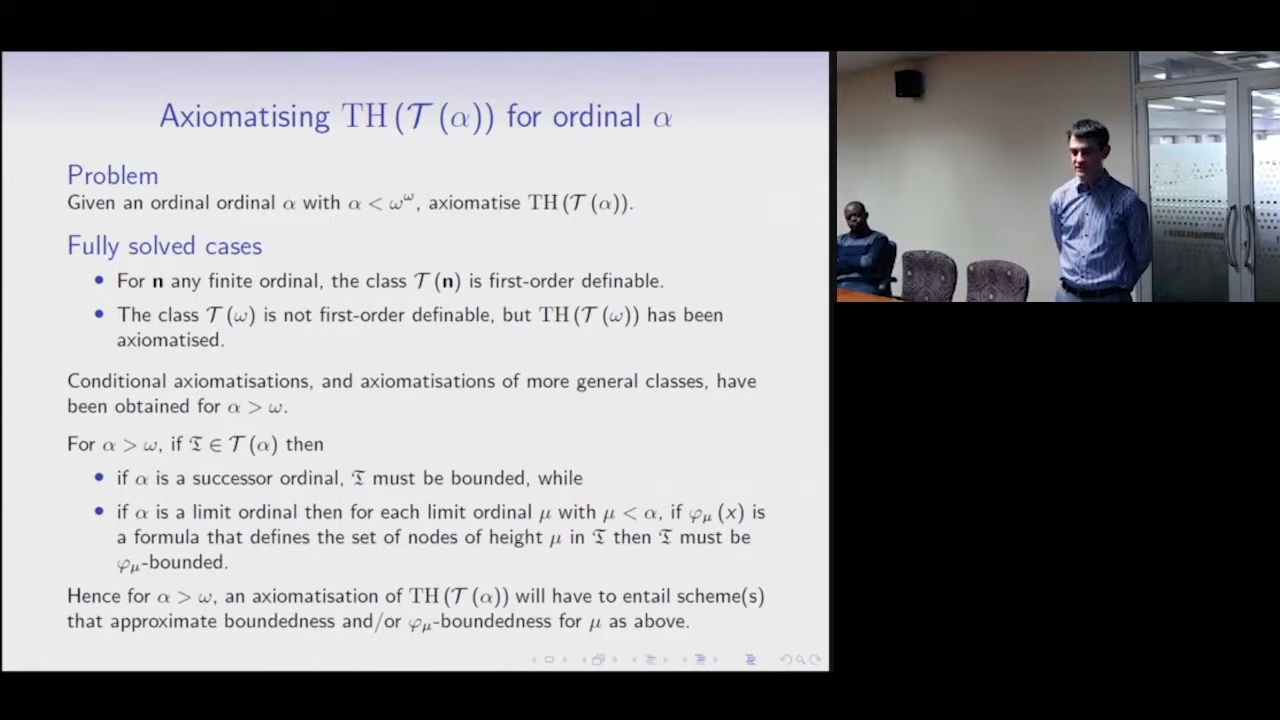 Axiomatising TH (𝒯 (α)) for ordinal α
Problem
Given an ordinal ordinal α with α < ω^ω, axiomatise TH (𝒯 (α)).
Fully solved cases
• For n any finite ordinal, the class 𝒯 (n) is first-order definable.
• The class 𝒯 (ω) is not first-order definable, but TH (𝒯 (ω)) has been
axiomatised.
Conditional axiomatisations, and axiomatisations of more general classes, have
been obtained for α > ω.
For α > ω, if 𝔗 ∈ 𝒯 (α) then
• if α is a successor ordinal, 𝔗 must be bounded, while
• if α is a limit ordinal then for each limit ordinal μ with μ < α, if φ_μ (x) is
a formula that defines the set of nodes of height μ in 𝔗 then 𝔗 must be
φ_μ-bounded.
Hence for α > ω, an axiomatisation of TH (𝒯 (α)) will have to entail scheme(s)
that approximate boundedness and/or φ_μ-boundedness for μ as above.